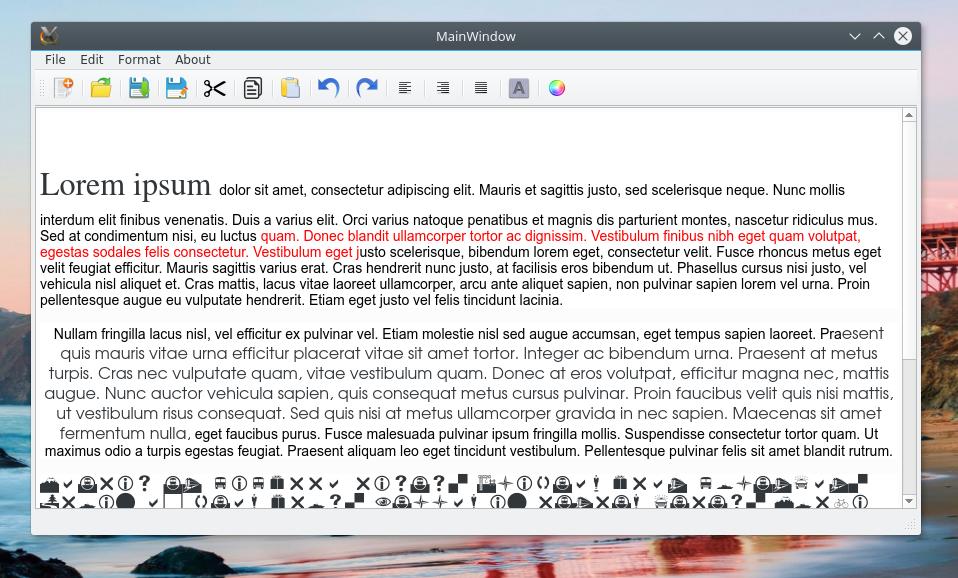 MainWindow
File Edit Format About
A
Lorem ipsum dolor sit amet, consectetur adipiscing elit. Mauris et sagittis justo, sed scelerisque neque. Nunc mollis
interdum elit finibus venenatis. Duis a varius elit. Orci varius natoque penatibus et magnis dis parturient montes, nascetur ridiculus mus.
Sed at condimentum nisi, eu luctus quam. Donec blandit ullamcorper tortor ac dignissim. Vestibulum finibus nibh eget quam volutpat,
egestas sodales felis consectetur. Vestibulum eget justo scelerisque, bibendum lorem eget, consectetur velit. Fusce rhoncus metus eget
velit feugiat efficitur. Mauris sagittis varius erat. Cras hendrerit nunc justo, at facilisis eros bibendum ut. Phasellus cursus nisi justo, vel
vehicula nisl aliquet et. Cras mattis, lacus vitae laoreet ullamcorper, arcu ante aliquet sapien, non pulvinar sapien lorem vel urna. Proin
pellentesque augue eu vulputate hendrerit. Etiam eget justo vel felis tincidunt lacinia.
Nullam fringilla lacus nisl, vel efficitur ex pulvinar vel. Etiam molestie nisl sed augue accumsan, eget tempus sapien laoreet. Praesent
quis mauris vitae urna efficitur placerat vitae sit amet tortor. Integer ac bibendum urna. Praesent at metus
turpis. Cras nec vulputate quam, vitae vestibulum quam. Donec at eros volutpat, efficitur magna nec, mattis
augue. Nunc auctor vehicula sapien, quis consequat metus cursus pulvinar. Proin faucibus velit quis nisi mattis,
ut vestibulum risus consequat. Sed quis nisi at metus ullamcorper gravida in nec sapien. Maecenas sit amet
fermentum nulla, eget faucibus purus. Fusce malesuada pulvinar ipsum fringilla mollis. Suspendisse consectetur tortor quam. Ut
maximus odio a turpis egestas feugiat. Praesent aliquam leo eget tincidunt vestibulum. Pellentesque pulvinar felis sit amet blandit rutrum.